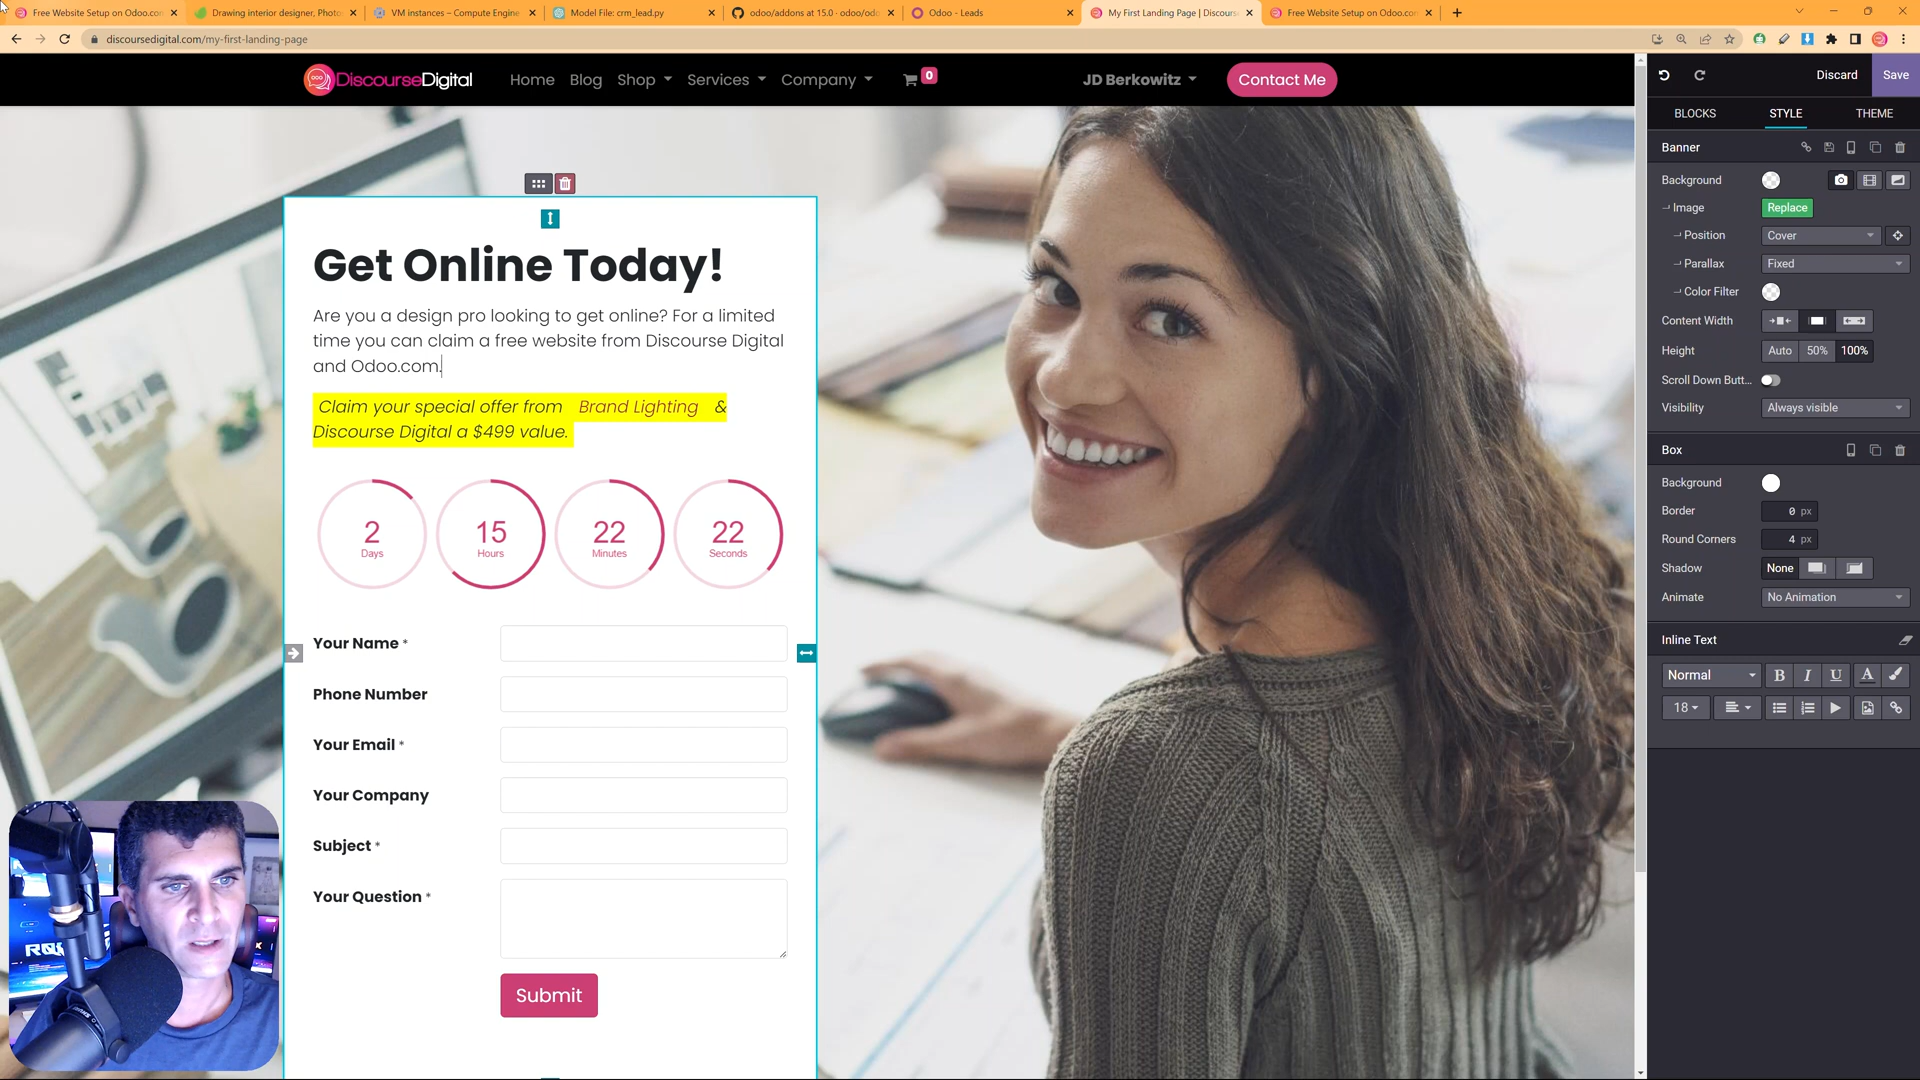 Free Website Setup on Odoo.con
Drawing interior designer, Photo
VM instances – Compute Engine
Model File: crm_lead.py
odoo/addons at 15.0 · odoo/od
Odoo - Leads
My First Landing Page | Discours
Free Website Setup on Odoo.co
discoursedigital.com/my-first-landing-page
DiscourseDigital
Home
Blog
Shop
Services
Company
0
JD Berkowitz
Contact Me
Discard
Save
BLOCKS
STYLE
THEME
Banner
Background
Image
Replace
Position
Cover
Parallax
Fixed
Color Filter
Content Width
Height
Auto
50%
100%
Scroll Down Butt...
Visibility
Always visible
Box
Background
Border
0 px
Round Corners
4 px
Shadow
None
Animate
No Animation
Inline Text
Normal
B
I
U
A
18
Get Online Today!
Are you a design pro looking to get online? For a limited
time you can claim a free website from Discourse Digital
and Odoo.com.
Claim your special offer from Brand Lighting &
Discourse Digital a $499 value.
2
Days
15
Hours
22
Minutes
22
Seconds
Your Name *
Phone Number
Your Email *
Your Company
Subject *
Your Question *
Submit